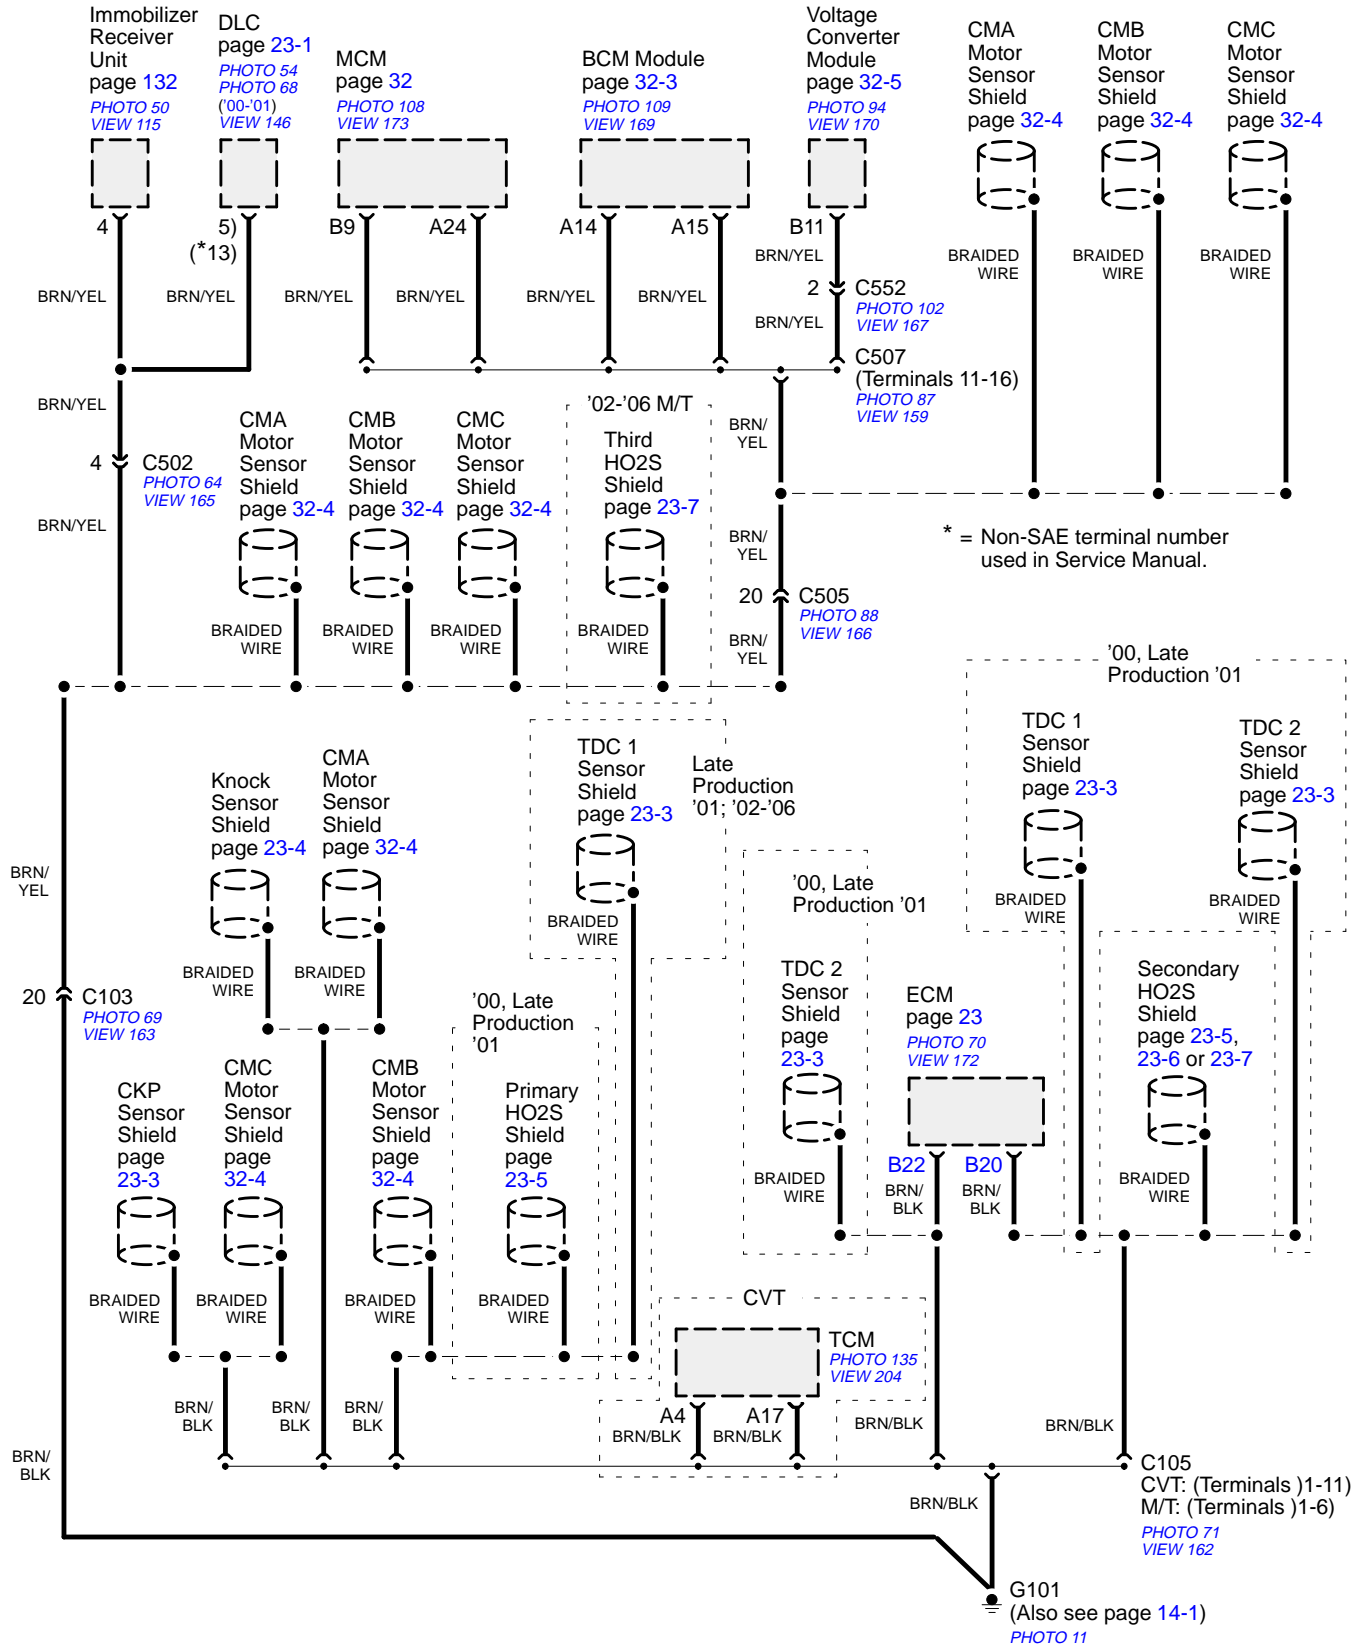 Immobilizer
Receiver
Unit
page 132
PHOTO 50
VIEW 115
DLC
page 23-1
PHOTO 54
PHOTO 68
('00-'01)
VIEW 146
MCM
page 32
PHOTO 108
VIEW 173
BCM Module
page 32-3
PHOTO 109
VIEW 169
Voltage
Converter
Module
page 32-5
PHOTO 94
VIEW 170
CMA
Motor
Sensor
Shield
page 32-4
CMB
Motor
Sensor
Shield
page 32-4
CMC
Motor
Sensor
Shield
page 32-4
4
5)
(*13)
B9
A24
A14
A15
B11
BRN/YEL
BRN/YEL
BRN/YEL
BRN/YEL
BRN/YEL
BRN/YEL
BRN/YEL
2
C552
PHOTO 102
VIEW 167
BRN/YEL
BRAIDED
WIRE
BRAIDED
WIRE
BRAIDED
WIRE
C507
(Terminals 11-16)
PHOTO 87
VIEW 159
BRN/YEL
4
C502
PHOTO 64
VIEW 165
BRN/YEL
CMA
Motor
Sensor
Shield
page 32-4
CMB
Motor
Sensor
Shield
page 32-4
CMC
Motor
Sensor
Shield
page 32-4
'02-'06 M/T
Third
HO2S
Shield
page 23-7
BRN/
YEL
BRN/
YEL
* = Non-SAE terminal number
used in Service Manual.
20
C505
PHOTO 88
VIEW 166
BRN/
YEL
BRAIDED
WIRE
BRAIDED
WIRE
BRAIDED
WIRE
BRAIDED
WIRE
'00, Late
Production '01
TDC 1
Sensor
Shield
page 23-3
TDC 2
Sensor
Shield
page 23-3
BRAIDED
WIRE
BRAIDED
WIRE
TDC 1
Sensor
Shield
page 23-3
Late
Production
'01; '02-'06
BRAIDED
WIRE
Knock
Sensor
Shield
page 23-4
CMA
Motor
Sensor
Shield
page 32-4
BRAIDED
WIRE
BRAIDED
WIRE
BRN/
YEL
20
C103
PHOTO 69
VIEW 163
'00, Late
Production '01
TDC 2
Sensor
Shield
page
23-3
ECM
page 23
PHOTO 70
VIEW 172
Secondary
HO2S
Shield
page 23-5,
23-6 or 23-7
'00, Late
Production
'01
CKP
Sensor
Shield
page
23-3
CMC
Motor
Sensor
Shield
page
32-4
CMB
Motor
Sensor
Shield
page
32-4
Primary
HO2S
Shield
page
23-5
B22
B20
BRAIDED
WIRE
BRN/
BLK
BRN/
BLK
BRAIDED
WIRE
BRAIDED
WIRE
BRAIDED
WIRE
BRAIDED
WIRE
BRAIDED
WIRE
CVT
TCM
PHOTO 135
VIEW 204
A4
A17
BRN/
BLK
BRN/
BLK
BRN/
BLK
BRN/BLK
BRN/BLK
BRN/BLK
BRN/BLK
BRN/
BLK
C105
CVT: (Terminals )1-11)
M/T: (Terminals )1-6)
PHOTO 71
VIEW 162
BRN/BLK
G101
(Also see page 14-1)
PHOTO 11